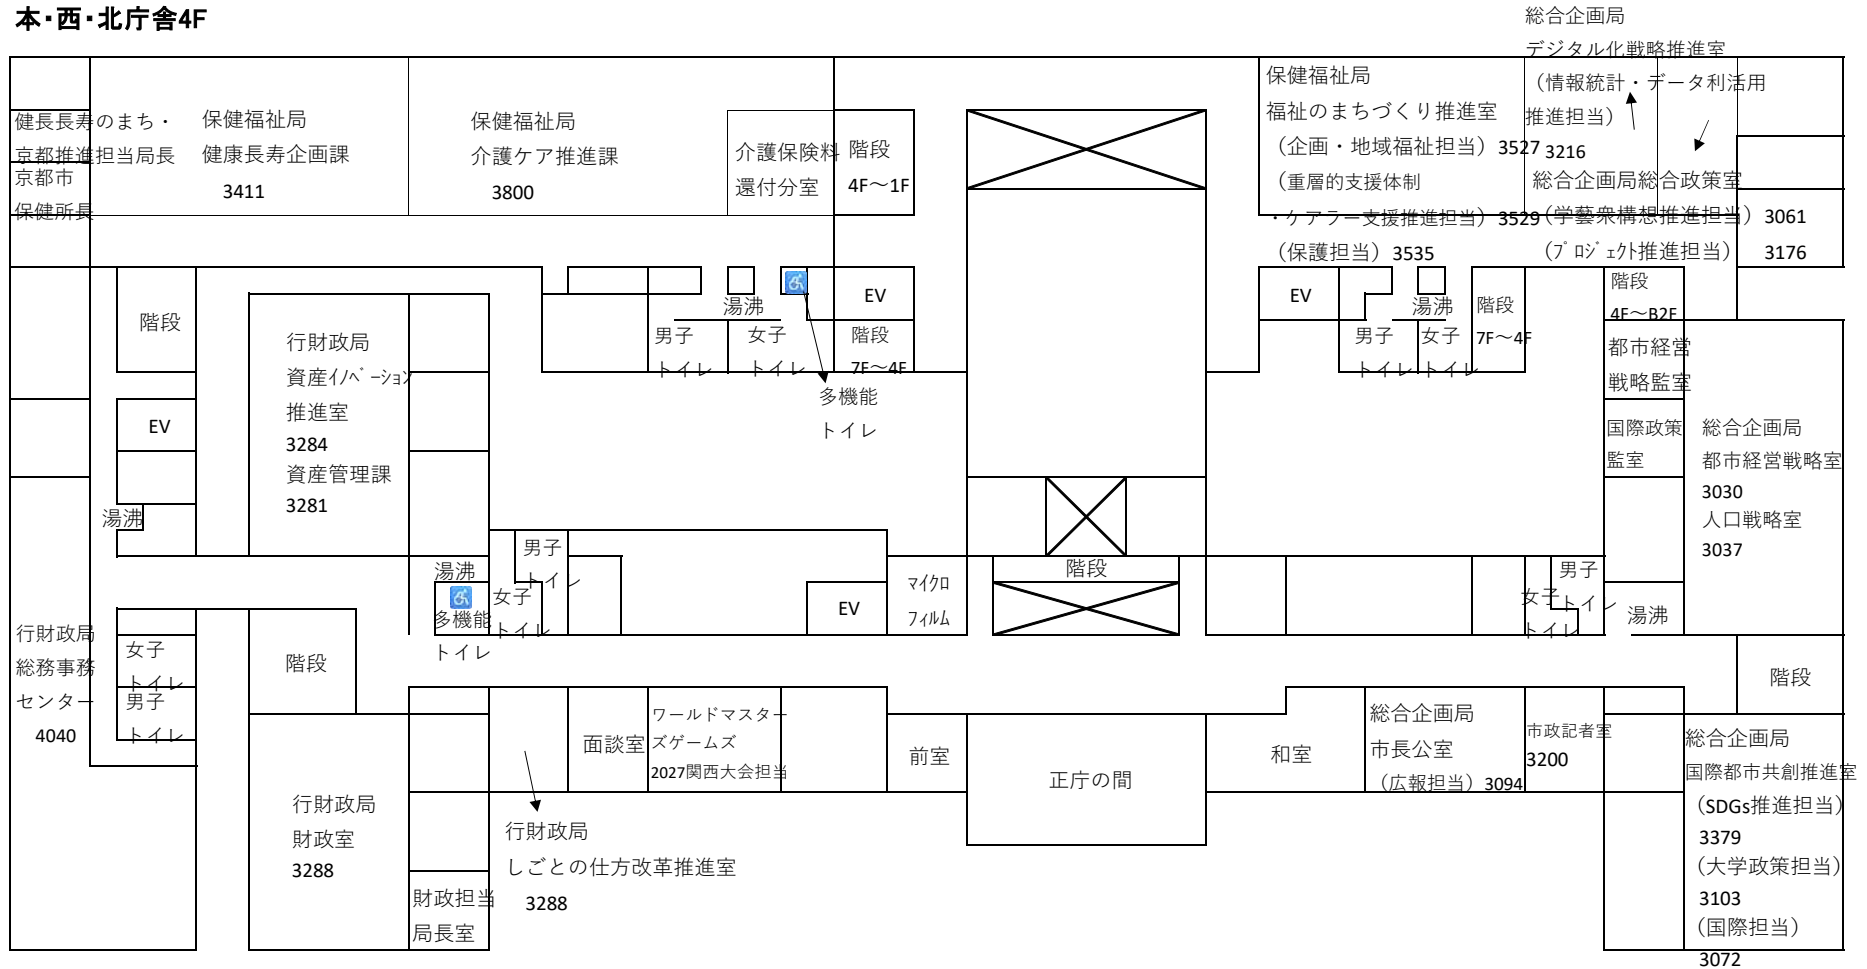 本・西・北庁舎4F
総合企画局
デジタル化戦略推進室
（情報統計・データ利活用
推進担当）
3216
健長長寿のまち・
京都推進担当局長
京都市
保健所長
保健福祉局
健康長寿企画課
3411
保健福祉局
介護ケア推進課
3800
介護保険料
還付分室
階段
4F～1F
保健福祉局
福祉のまちづくり推進室
（企画・地域福祉担当）3527
（重層的支援体制
・ケアラー支援推進担当）3529
（保護担当）3535
総合企画局総合政策室
（学藝衆構想推進担当）3061
（ﾌﾟﾛｼﾞｪｸﾄ推進担当） 3176
階段
行財政局
資産ｲﾉﾍﾞｰｼｮﾝ
推進室
3284
資産管理課
3281
湯沸
男子
トイレ
女子
トイレ
EV
階段
7F～4F
多機能
トイレ
EV
湯沸
男子
トイレ
女子
トイレ
階段
7F～4F
階段
4F～B2F
都市経営
戦略監室
国際政策
監室
総合企画局
都市経営戦略室
3030
人口戦略室
3037
EV
湯沸
湯沸
多機能
トイレ
男子
トイレ
女子
トイレ
EV
ﾏｲｸﾛ
ﾌｨﾙﾑ
階段
男子
トイレ
女子
トイレ
湯沸
行財政局
総務事務
センター
4040
女子
トイレ
男子
トイレ
階段
階段
面談室
ワールドマスター
ズゲームズ
2027関西大会担当
前室
正庁の間
和室
総合企画局
市長公室
（広報担当）3094
市政記者室
3200
総合企画局
国際都市共創推進室
（SDGs推進担当）
3379
（大学政策担当）
3103
（国際担当）
3072
行財政局
財政室
3288
行財政局
しごとの仕方改革推進室
3288
財政担当
局長室